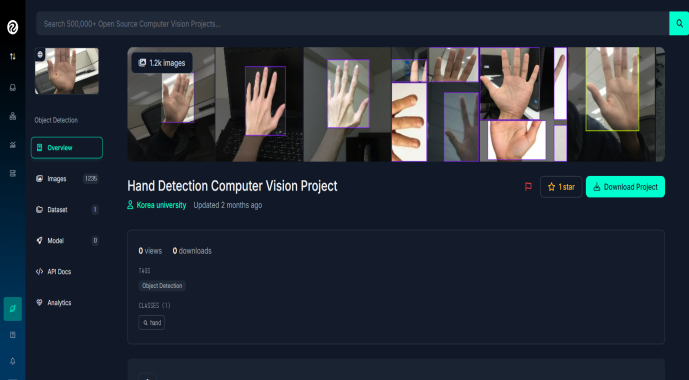 Search 500,000+ Open Source Computer Vision Projects...
1.2k images
Object Detection
Overview
Images 1235
Dataset 1
Model 0
API Docs
Analytics
Hand Detection Computer Vision Project
1 star
Download Project
Korea university Updated 2 months ago
0 views 0 downloads
TAGS
Object Detection
CLASSES (1)
hand